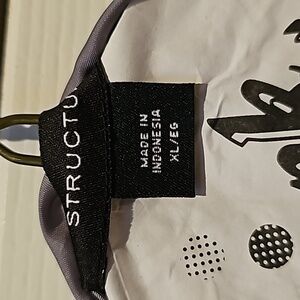 STRUCTU
MADE IN
INDONESIA
XL/EG